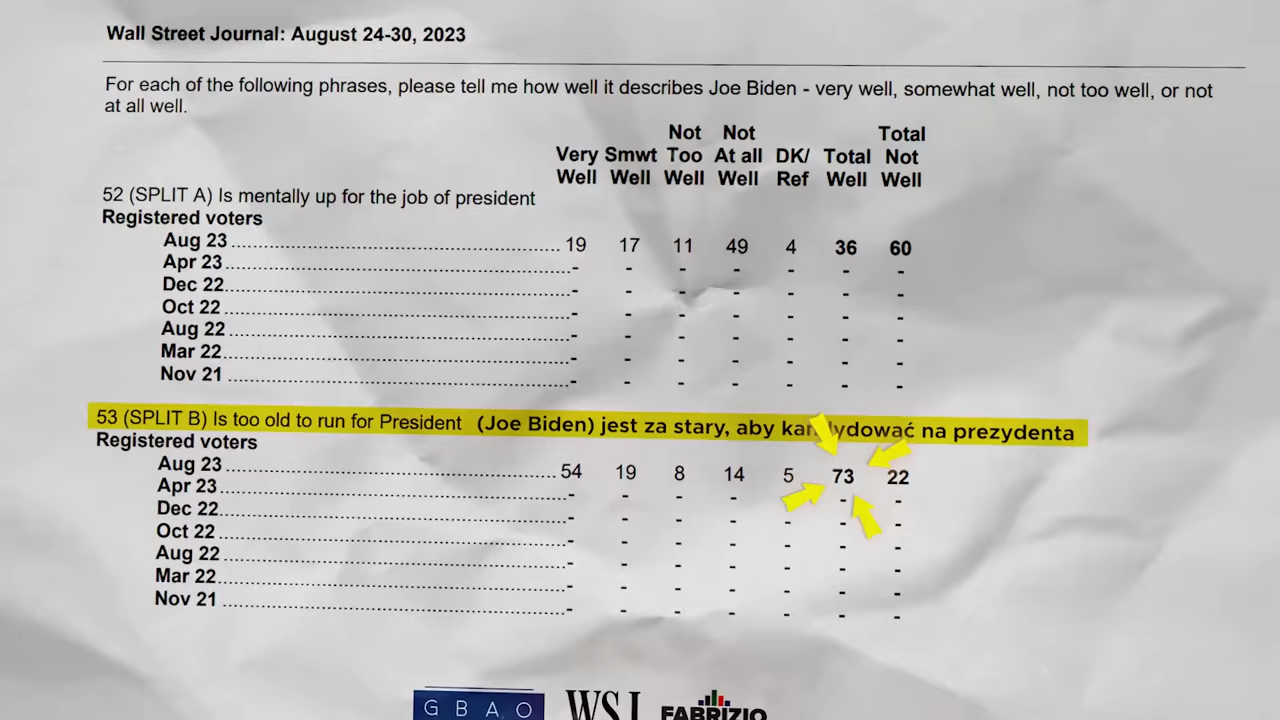 Wall Street Journal: August 24-30, 2023
For each of the following phrases, please tell me how well it describes Joe Biden - very well, somewhat well, not too well, or not
at all well.
Not Not Total
Very Smwt Too At all DK/ Total Not
Well Well Well Well Ref Well Well
52 (SPLIT A) Is mentally up for the job of president
Registered voters
Aug 23 19 17 11 49 4 36 60
Apr 23 - - - - - - -
Dec 22 - - - - - - -
Oct 22 - - - - - - -
Aug 22 - - - - - - -
Mar 22 - - - - - - -
Nov 21 - - - - - - -
53 (SPLIT B) Is too old to run for President (Joe Biden) jest za stary, aby kandydować na prezydenta
Registered voters
Aug 23 54 19 8 14 5 73 22
Apr 23 - - - - - - -
Dec 22 - - - - - - -
Oct 22 - - - - - - -
Aug 22 - - - - - - -
Mar 22 - - - - - - -
Nov 21 - - - - - - -
GBAO WSJ FABRIZIO